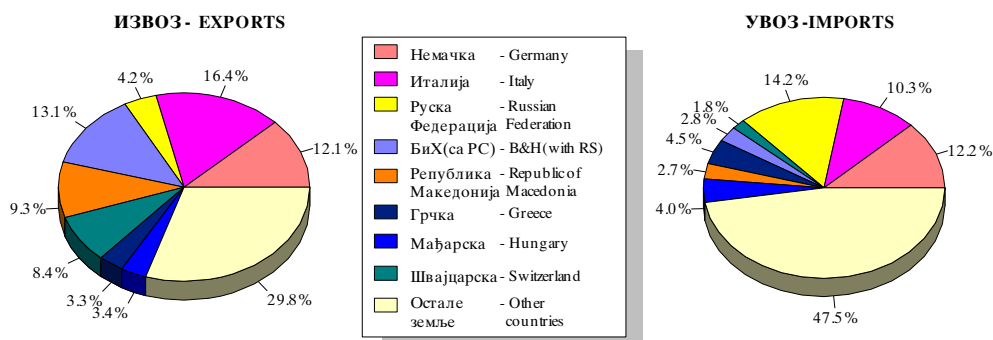 ИЗВОЗ - EXPORTS
4.2%
16.4%
13.1%
12.1%
9.3%
8.4%
3.3%
3.4%
29.8%
Немачка - Germany
Италија - Italy
Руска - Russian
Федерација Federation
БиХ(са РС) - B&H(with RS)
Република - Republic of
Македонија Macedonia
Грчка - Greece
Мађарска - Hungary
Швајцарска - Switzerland
Остале - Other
земље countries
УВОЗ -IMPORTS
14.2%
10.3%
1.8%
2.8%
4.5%
12.2%
2.7%
4.0%
47.5%